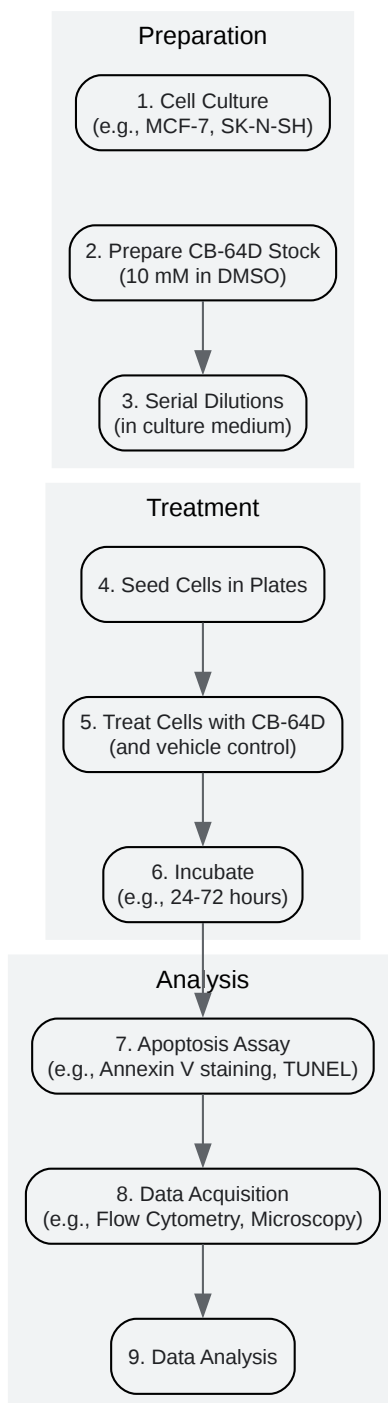 Preparation
1. Cell Culture
(e.g., MCF-7, SK-N-SH)
2. Prepare CB-64D Stock
(10 mM in DMSO)
3. Serial Dilutions
(in culture medium)
Treatment
4. Seed Cells in Plates
5. Treat Cells with CB-64D
(and vehicle control)
6. Incubate
(e.g., 24-72 hours)
Analysis
7. Apoptosis Assay
(e.g., Annexin V staining, TUNEL)
8. Data Acquisition
(e.g., Flow Cytometry, Microscopy)
9. Data Analysis